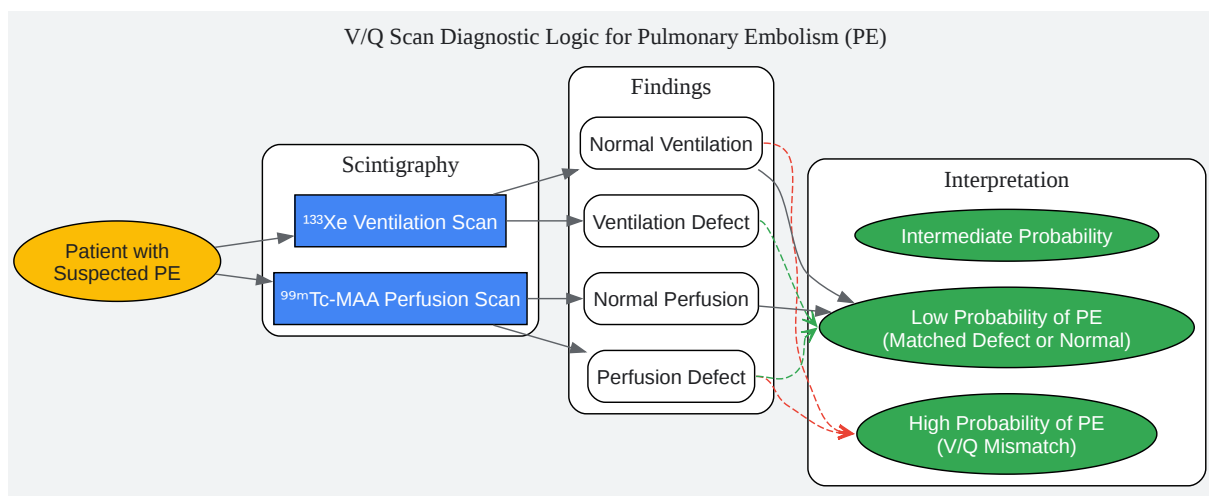 V/Q Scan Diagnostic Logic for Pulmonary Embolism (PE)
Patient with
Suspected PE
Scintigraphy
¹³³Xe Ventilation Scan
⁹⁹ᵐTc-MAA Perfusion Scan
Findings
Normal Ventilation
Ventilation Defect
Normal Perfusion
Perfusion Defect
Interpretation
Intermediate Probability
Low Probability of PE
(Matched Defect or Normal)
High Probability of PE
(V/Q Mismatch)